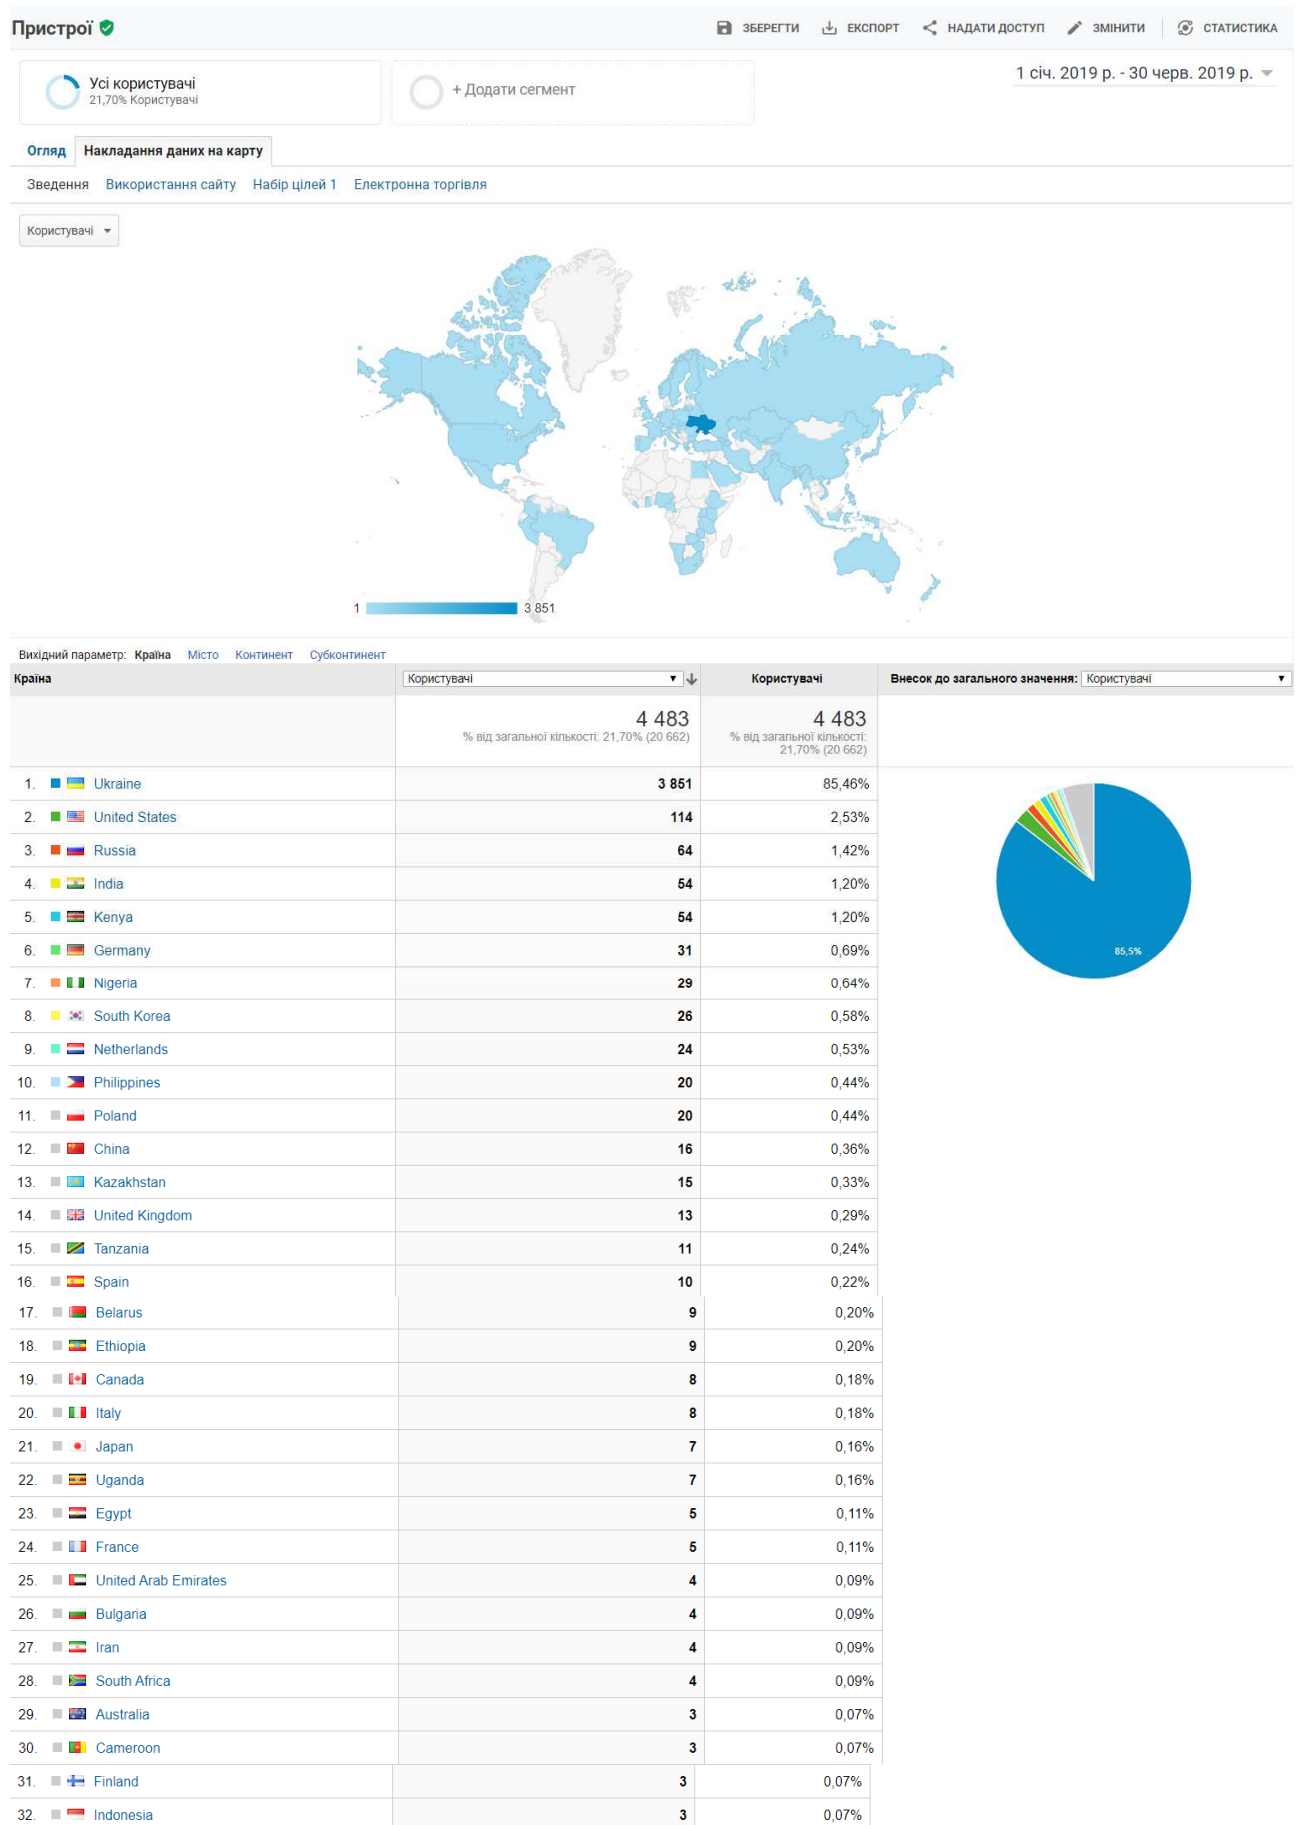 Пристрої
ЗБЕРЕГТИ ЕКСПОРТ НАДАТИ ДОСТУП ЗМІНИТИ СТАТИСТИКА
Усі користувачі
21,70% Користувачі
+ Додати сегмент
1 січ. 2019 р. - 30 черв. 2019 р.
Огляд Накладання даних на карту
Зведення Використання сайту Набір цілей 1 Електронна торгівля
Користувачі
1 3 851
Вихідний параметр: Країна Місто Континент Субконтинент
Країна Користувачі Користувачі Внесок до загального значення: Користувачі
4 483 4 483
% від загальної кількості: 21,70% (20 662) % від загальної кількості:
21,70% (20 662)
1. Ukraine 3 851 85,46%
2. United States 114 2,53%
3. Russia 64 1,42%
4. India 54 1,20%
5. Kenya 54 1,20%
6. Germany 31 0,69%
85,5%
7. Nigeria 29 0,64%
8. South Korea 26 0,58%
9. Netherlands 24 0,53%
10. Philippines 20 0,44%
11. Poland 20 0,44%
12. China 16 0,36%
13. Kazakhstan 15 0,33%
14. United Kingdom 13 0,29%
15. Tanzania 11 0,24%
16. Spain 10 0,22%
17. Belarus 9 0,20%
18. Ethiopia 9 0,20%
19. Canada 8 0,18%
20. Italy 8 0,18%
21. Japan 7 0,16%
22. Uganda 7 0,16%
23. Egypt 5 0,11%
24. France 5 0,11%
25. United Arab Emirates 4 0,09%
26. Bulgaria 4 0,09%
27. Iran 4 0,09%
28. South Africa 4 0,09%
29. Australia 3 0,07%
30. Cameroon 3 0,07%
31. Finland 3 0,07%
32. Indonesia 3 0,07%